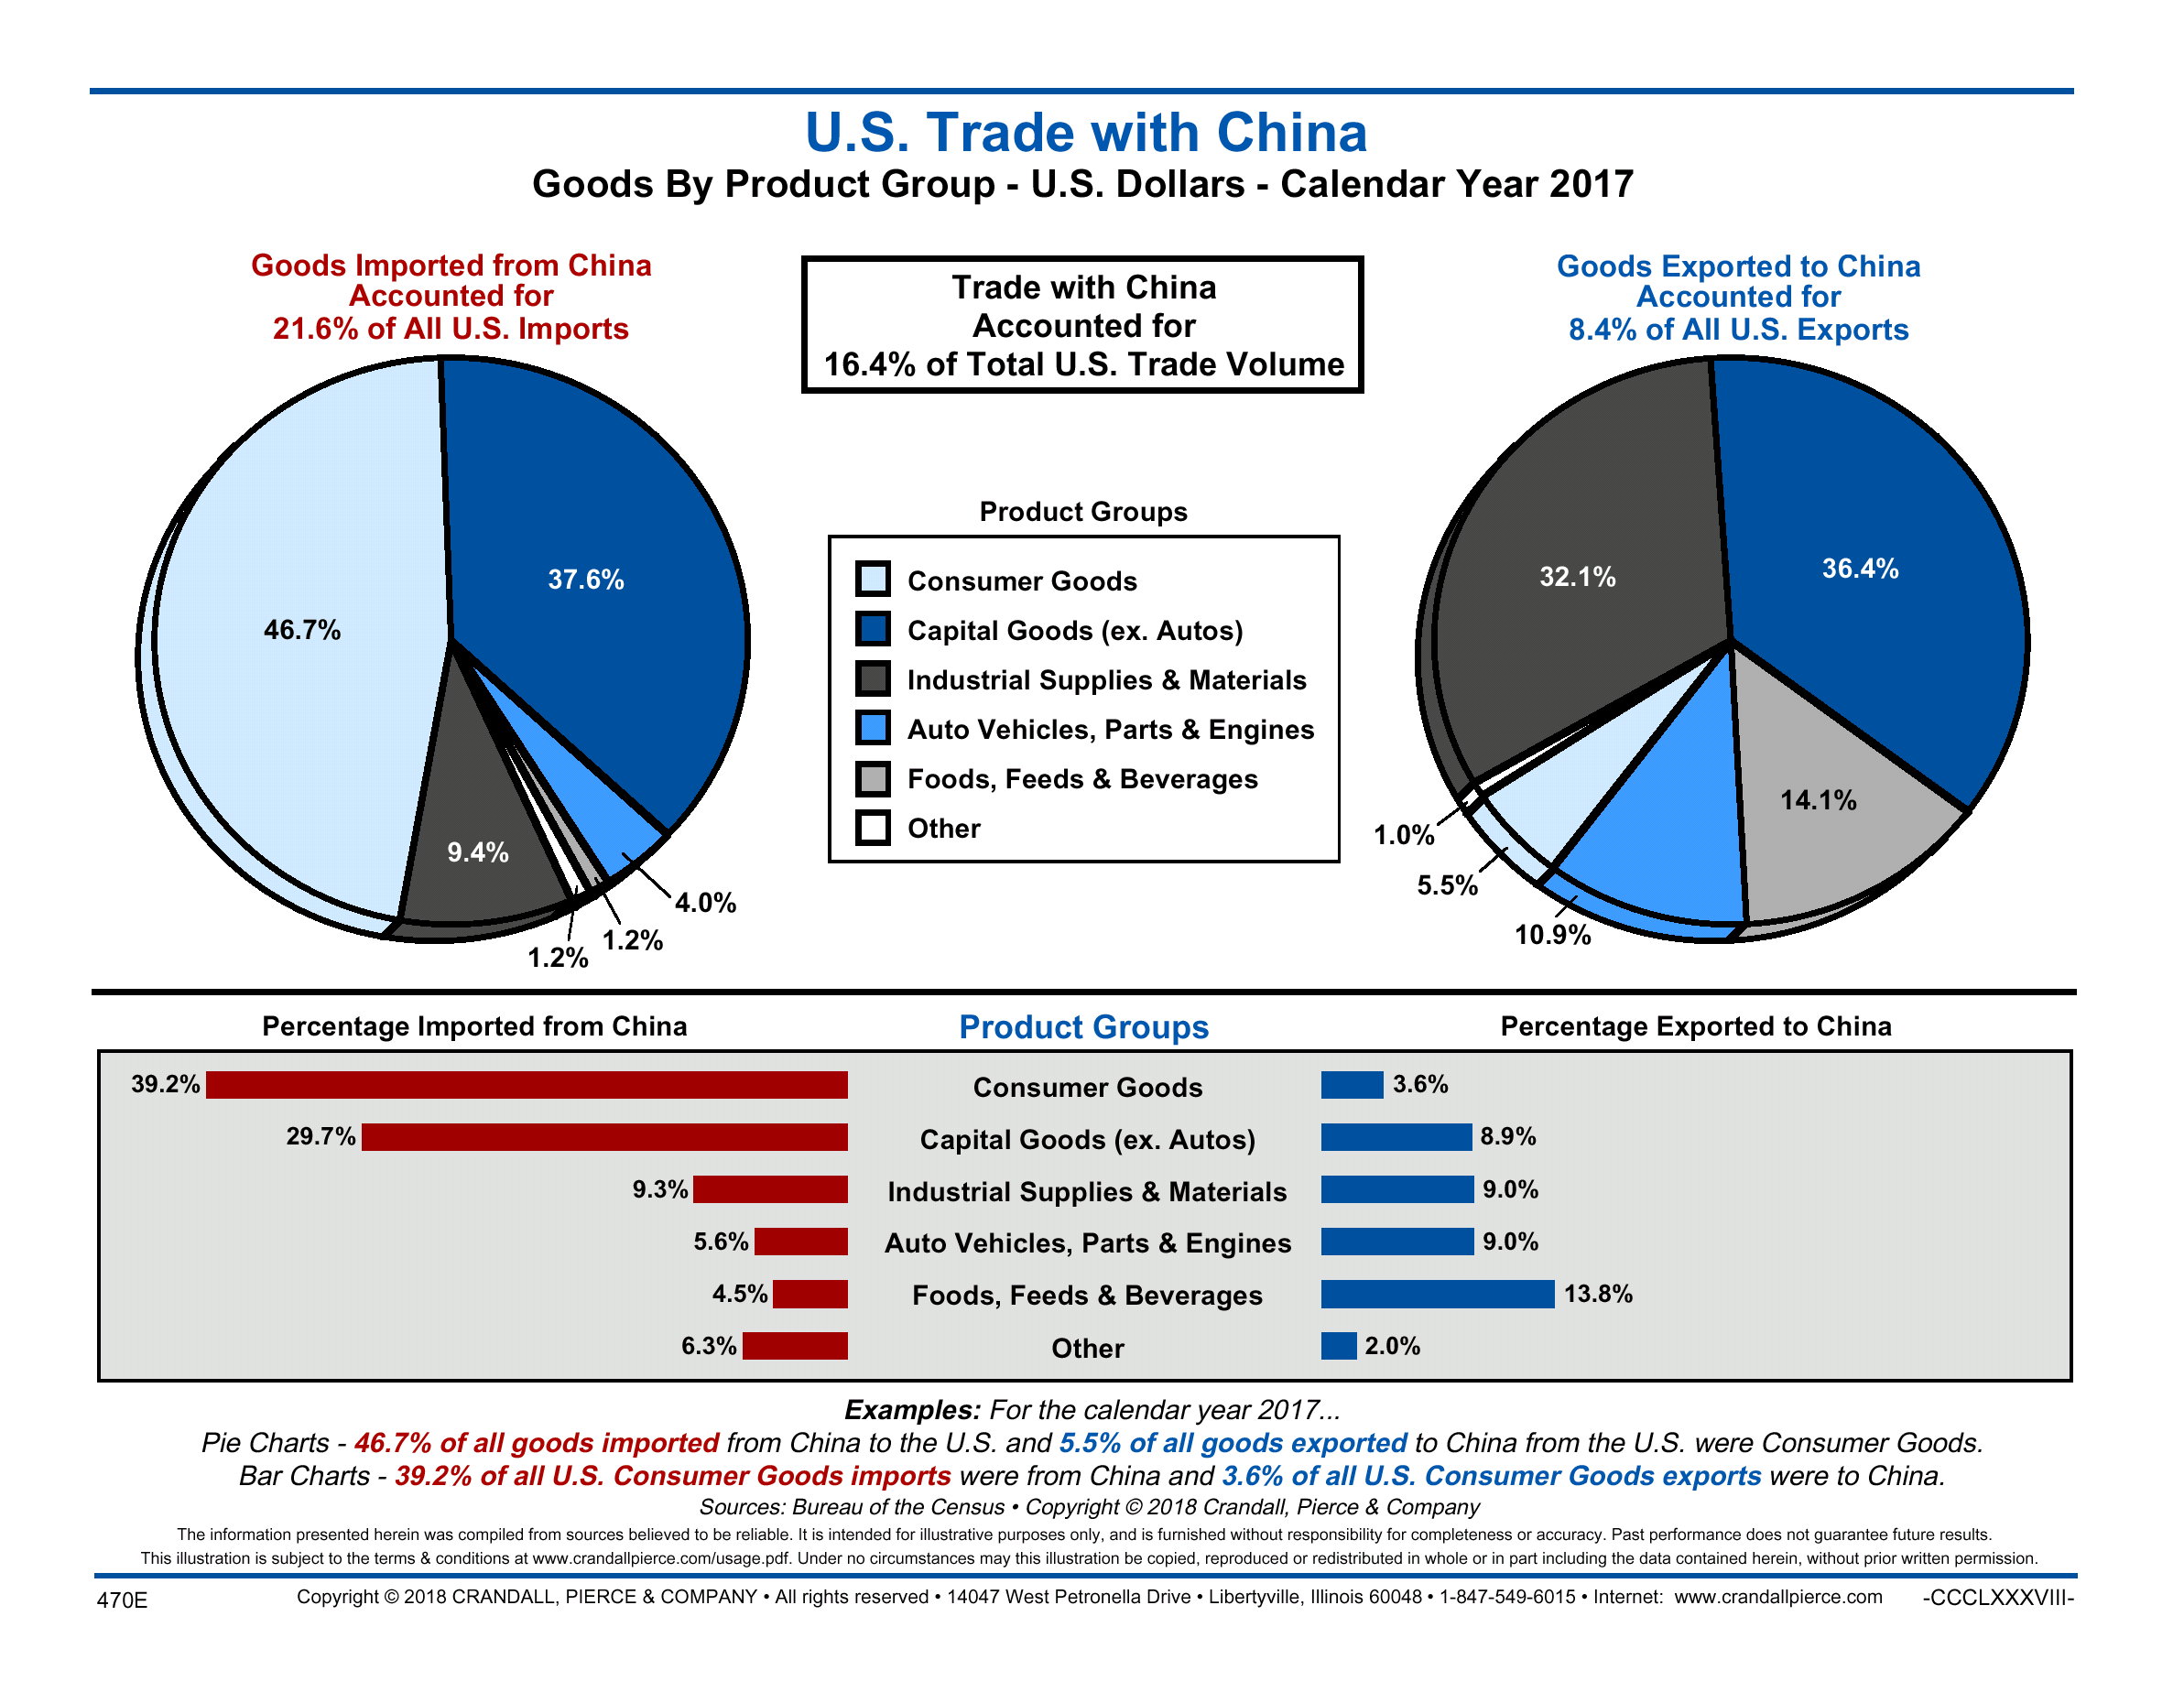 U.S. Trade with China
Goods By Product Group - U.S. Dollars - Calendar Year 2017
Goods Imported from China
Accounted for
21.6% of All U.S. Imports
Trade with China
Accounted for
16.4% of Total U.S. Trade Volume
Goods Exported to China
Accounted for
8.4% of All U.S. Exports
46.7%
37.6%
9.4%
1.2%
1.2%
4.0%
Product Groups
Consumer Goods
Capital Goods (ex. Autos)
Industrial Supplies & Materials
Auto Vehicles, Parts & Engines
Foods, Feeds & Beverages
Other
32.1%
36.4%
14.1%
1.0%
5.5%
10.9%
Percentage Imported from China Product Groups Percentage Exported to China
39.2% Consumer Goods 3.6%
29.7% Capital Goods (ex. Autos) 8.9%
9.3% Industrial Supplies & Materials 9.0%
5.6% Auto Vehicles, Parts & Engines 9.0%
4.5% Foods, Feeds & Beverages 13.8%
6.3% Other 2.0%
Examples: For the calendar year 2017...
Pie Charts - 46.7% of all goods imported from China to the U.S. and 5.5% of all goods exported to China from the U.S. were Consumer Goods.
Bar Charts - 39.2% of all U.S. Consumer Goods imports were from China and 3.6% of all U.S. Consumer Goods exports were to China.
Sources: Bureau of the Census • Copyright © 2018 Crandall, Pierce & Company
The information presented herein was compiled from sources believed to be reliable. It is intended for illustrative purposes only, and is furnished without responsibility for completeness or accuracy. Past performance does not guarantee future results.
This illustration is subject to the terms & conditions at www.crandallpierce.com/usage.pdf. Under no circumstances may this illustration be copied, reproduced or redistributed in whole or in part including the data contained herein, without prior written permission.
470E Copyright © 2018 CRANDALL, PIERCE & COMPANY • All rights reserved • 14047 West Petronella Drive • Libertyville, Illinois 60048 • 1-847-549-6015 • Internet: www.crandallpierce.com -CCCLXXXVIII-